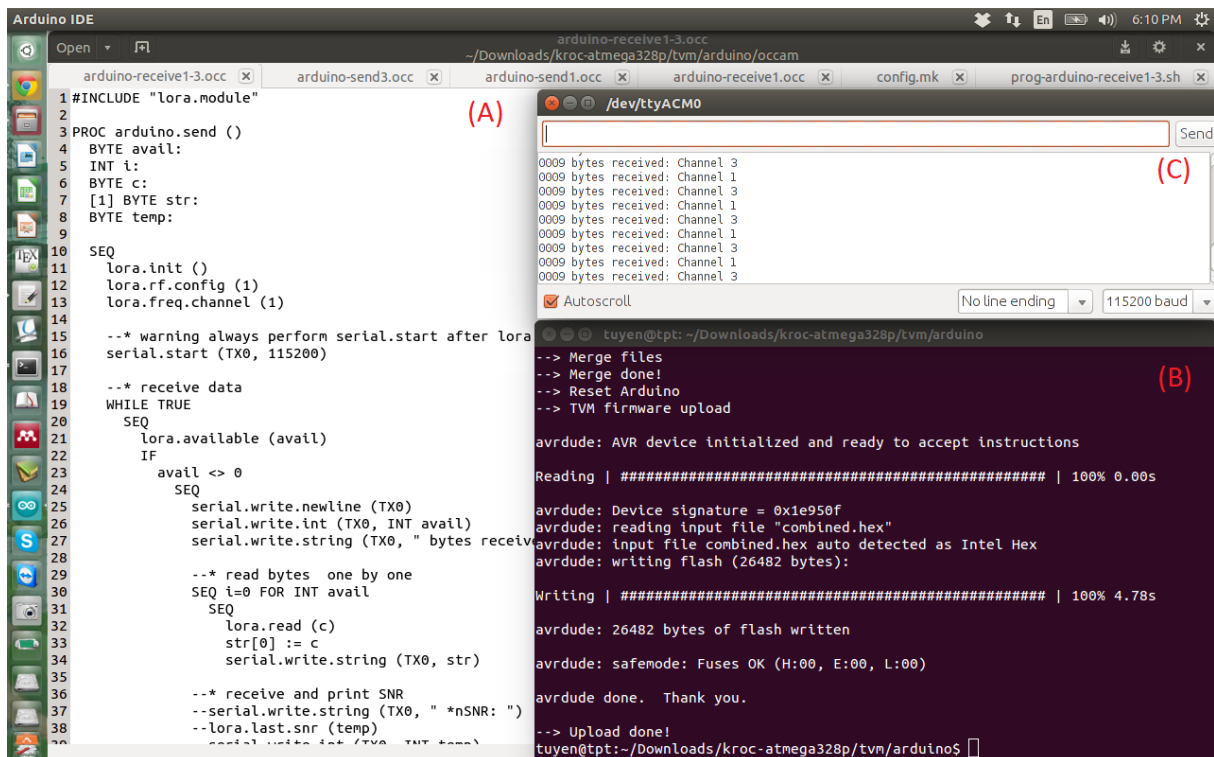 Arduino IDE
En
6:10 PM
Open
arduino-receive1-3.occ
~/Downloads/kroc-atmega328p/tvm/arduino/occam
arduino-receive1-3.occ
arduino-send3.occ
arduino-send1.occ
arduino-receive1.occ
config.mk
prog-arduino-receive1-3.sh
(A)
1 #INCLUDE "lora.module"
2
3 PROC arduino.send ()
4 BYTE avail:
5 INT i:
6 BYTE c:
7 [1] BYTE str:
8 BYTE temp:
9
10 SEQ
11 lora.init ()
12 lora.rf.config (1)
13 lora.freq.channel (1)
14
15 --* warning always perform serial.start after lora
16 serial.start (TX0, 115200)
17
18 --* receive data
19 WHILE TRUE
20 SEQ
21 lora.available (avail)
22 IF
23 avail <> 0
24 SEQ
25 serial.write.newline (TX0)
26 serial.write.int (TX0, INT avail)
27 serial.write.string (TX0, " bytes receiv
28
29 --* read bytes  one by one
30 SEQ i=0 FOR INT avail
31 SEQ
32 lora.read (c)
33 str[0] := c
34 serial.write.string (TX0, str)
35
36 --* receive and print SNR
37 --serial.write.string (TX0, " *nSNR: ")
38 --lora.last.snr (temp)
/dev/ttyACM0
Send
(C)
0009 bytes received: Channel 3
0009 bytes received: Channel 1
0009 bytes received: Channel 3
0009 bytes received: Channel 1
0009 bytes received: Channel 3
0009 bytes received: Channel 1
0009 bytes received: Channel 3
0009 bytes received: Channel 1
0009 bytes received: Channel 3
Autoscroll
No line ending
115200 baud
tuyen@tpt: ~/Downloads/kroc-atmega328p/tvm/arduino
(B)
--> Merge files
--> Merge done!
--> Reset Arduino
--> TVM firmware upload
avrdude: AVR device initialized and ready to accept instructions
Reading | ################################################## | 100% 0.00s
avrdude: Device signature = 0x1e950f
avrdude: reading input file "combined.hex"
avrdude: input file combined.hex auto detected as Intel Hex
avrdude: writing flash (26482 bytes):
Writing | ################################################## | 100% 4.78s
avrdude: 26482 bytes of flash written
avrdude: safemode: Fuses OK (H:00, E:00, L:00)
avrdude done.  Thank you.
--> Upload done!
tuyen@tpt:~/Downloads/kroc-atmega328p/tvm/arduino$